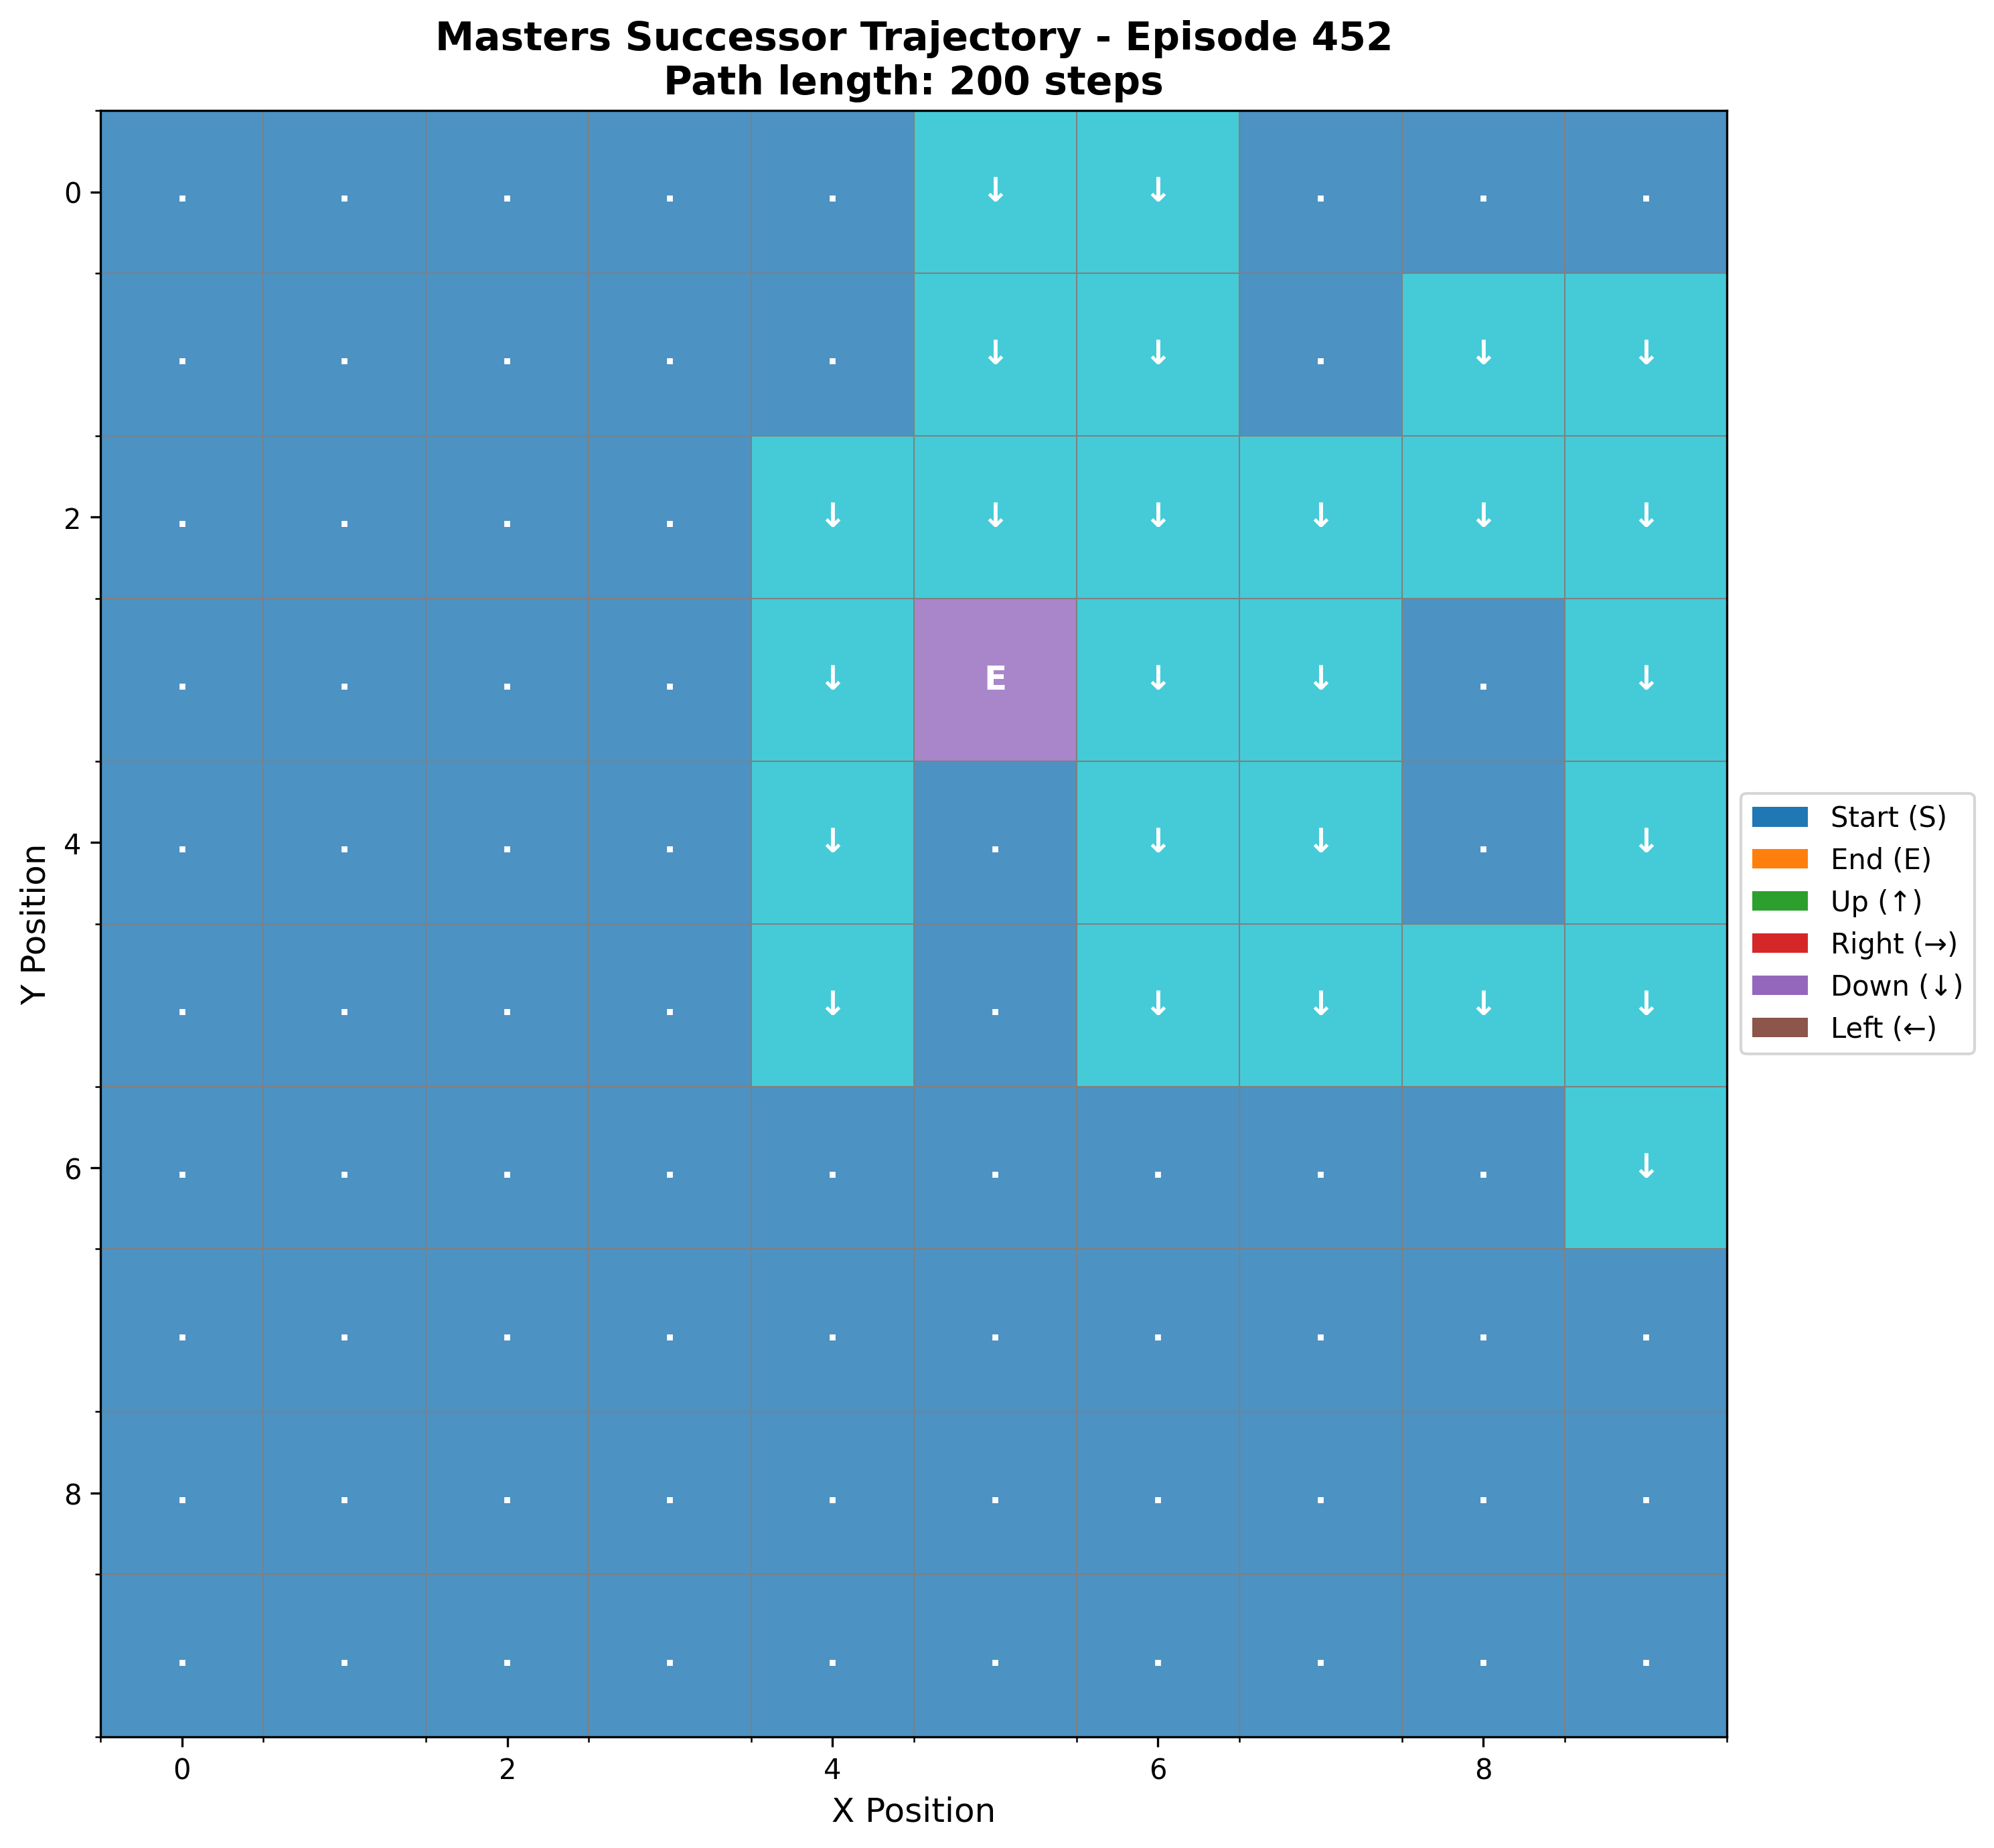 Masters Successor Trajectory - Episode 452
Path length: 200 steps
0 . . . . . ↓ ↓ . . .
. . . . . ↓ ↓ . ↓ ↓
2 . . . . ↓ ↓ ↓ ↓ ↓ ↓
. . . . ↓ E ↓ ↓ . ↓
4 . . . . ↓ . ↓ ↓ . ↓
. . . . ↓ . ↓ ↓ ↓ ↓
6 . . . . . . . . . ↓
. . . . . . . . . .
8 . . . . . . . . . .
. . . . . . . . . .
0 2 4 6 8
X Position
Y Position
Start (S)
End (E)
Up (↑)
Right (→)
Down (↓)
Left (←)